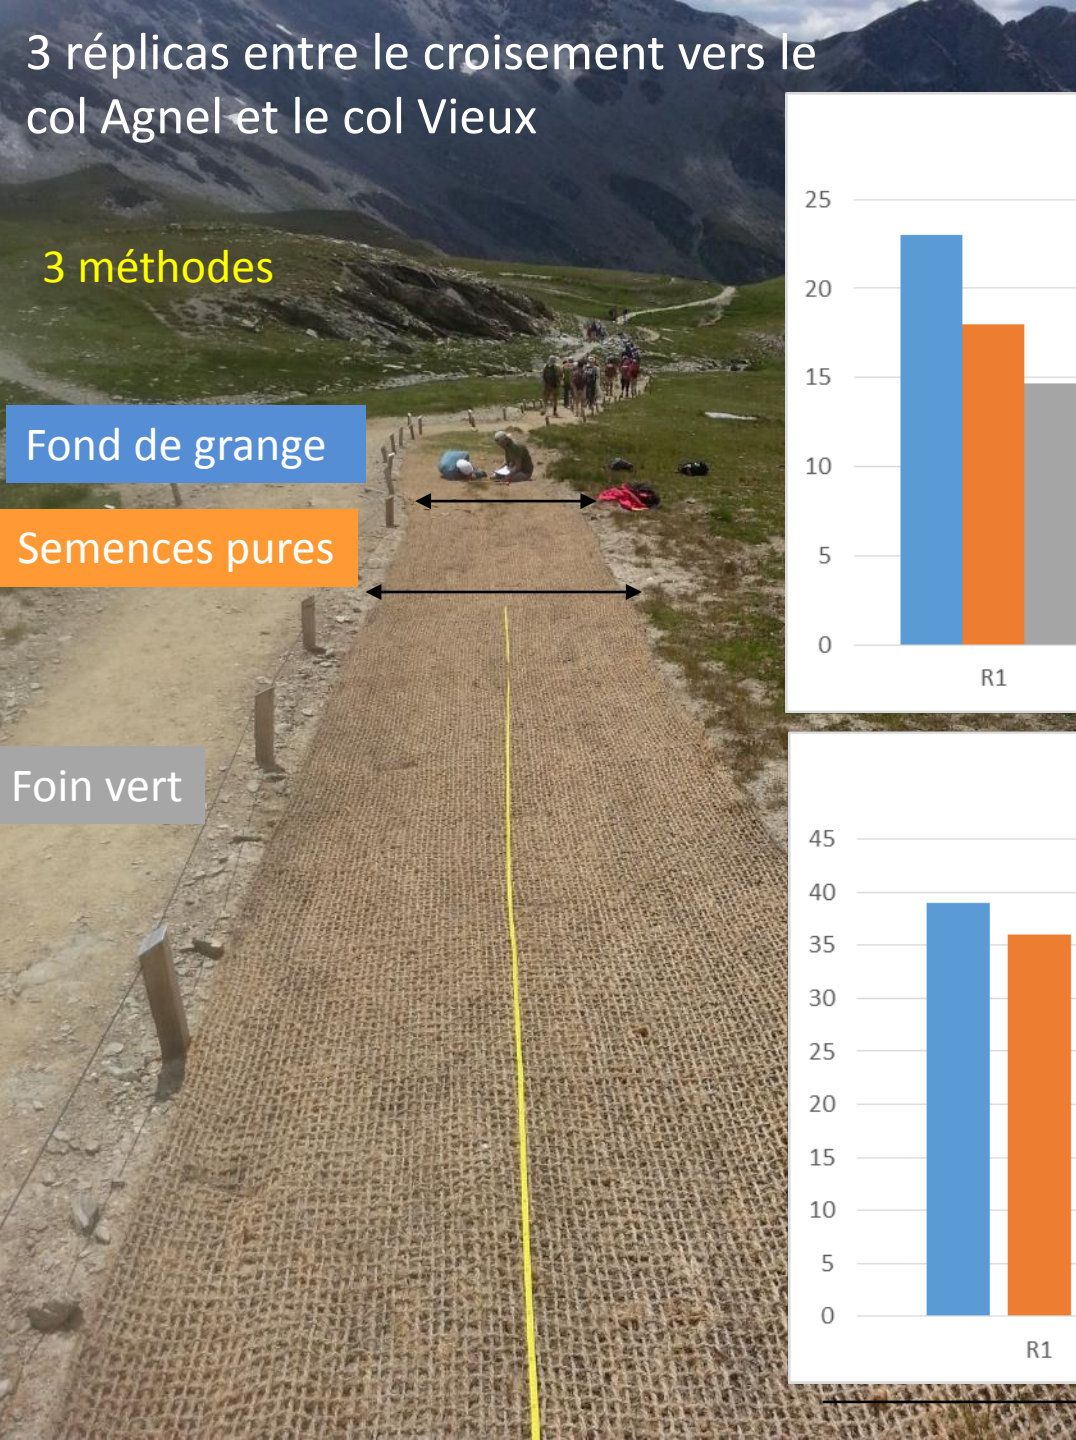 3 réplicas entre le croisement vers le
col Agnel et le col Vieux
3 méthodes
Fond de grange
Semences pures
Foin vert
25
20
15
10
5
0
R1
45
40
35
30
25
20
15
10
5
0
R1